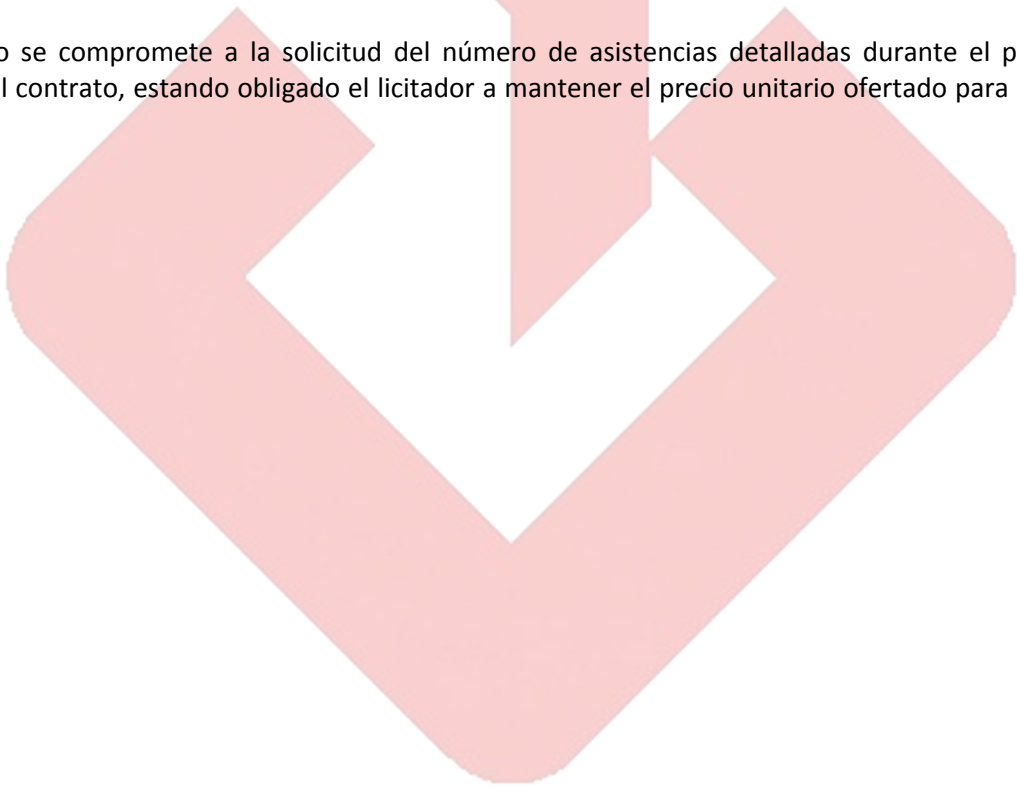 o se compromete a la solicitud del número de asistencias detalladas durante el p
l contrato, estando obligado el licitador a mantener el precio unitario ofertado para